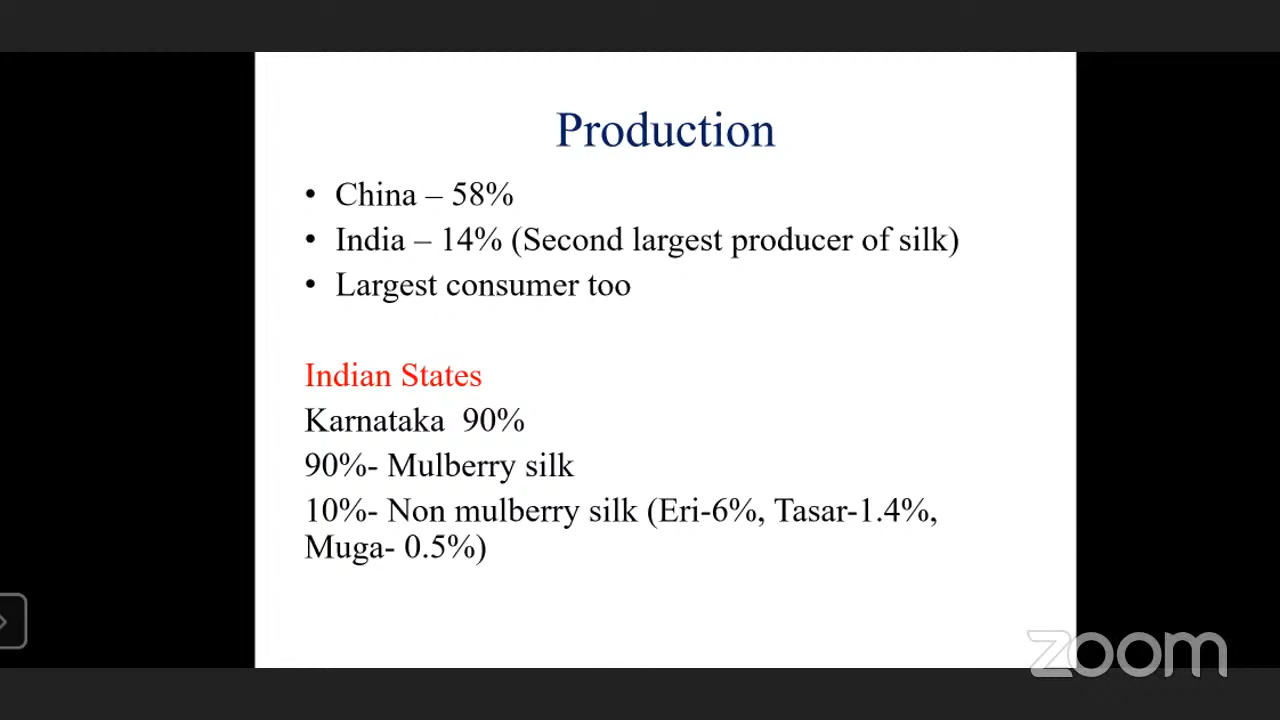 Production
• China – 58%
• India – 14% (Second largest producer of silk)
• Largest consumer too
Indian States
Karnataka  90%
90%- Mulberry silk
10%- Non mulberry silk (Eri-6%, Tasar-1.4%,
Muga- 0.5%)
zoom